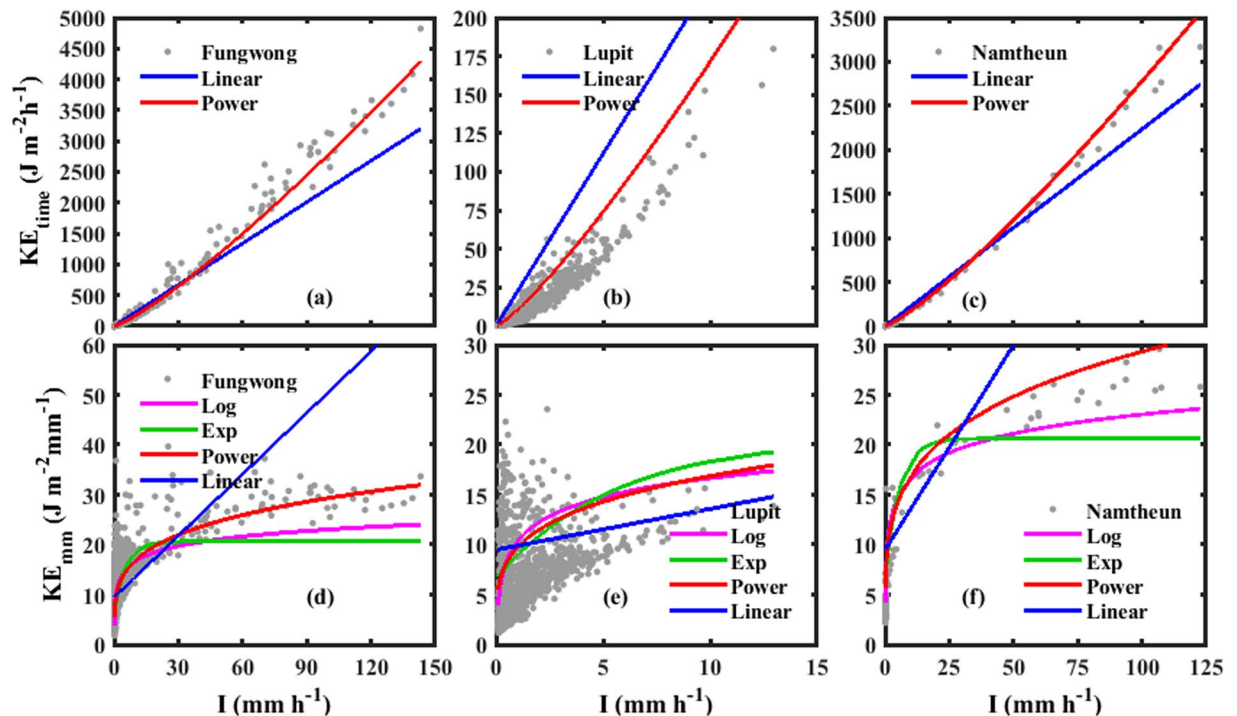 KE_time (J m^-2h^-1)
5000
4500
4000
3500
3000
2500
2000
1500
1000
500
0
Fungwong
Linear
Power
(a)
200
175
150
125
100
75
50
25
0
Lupit
Linear
Power
(b)
3500
3000
2500
2000
1500
1000
500
0
Namtheun
Linear
Power
(c)
KE_mm (J m^-2mm^-1)
60
50
40
30
20
10
0
Fungwong
Log
Exp
Power
Linear
(d)
0 30 60 90 120 150
I (mm h^-1)
30
25
20
15
10
5
0
Lupit
Log
Exp
Power
Linear
(e)
0 5 10 15
I (mm h^-1)
30
25
20
15
10
5
0
Namtheun
Log
Exp
Power
Linear
(f)
0 25 50 75 100 125
I (mm h^-1)